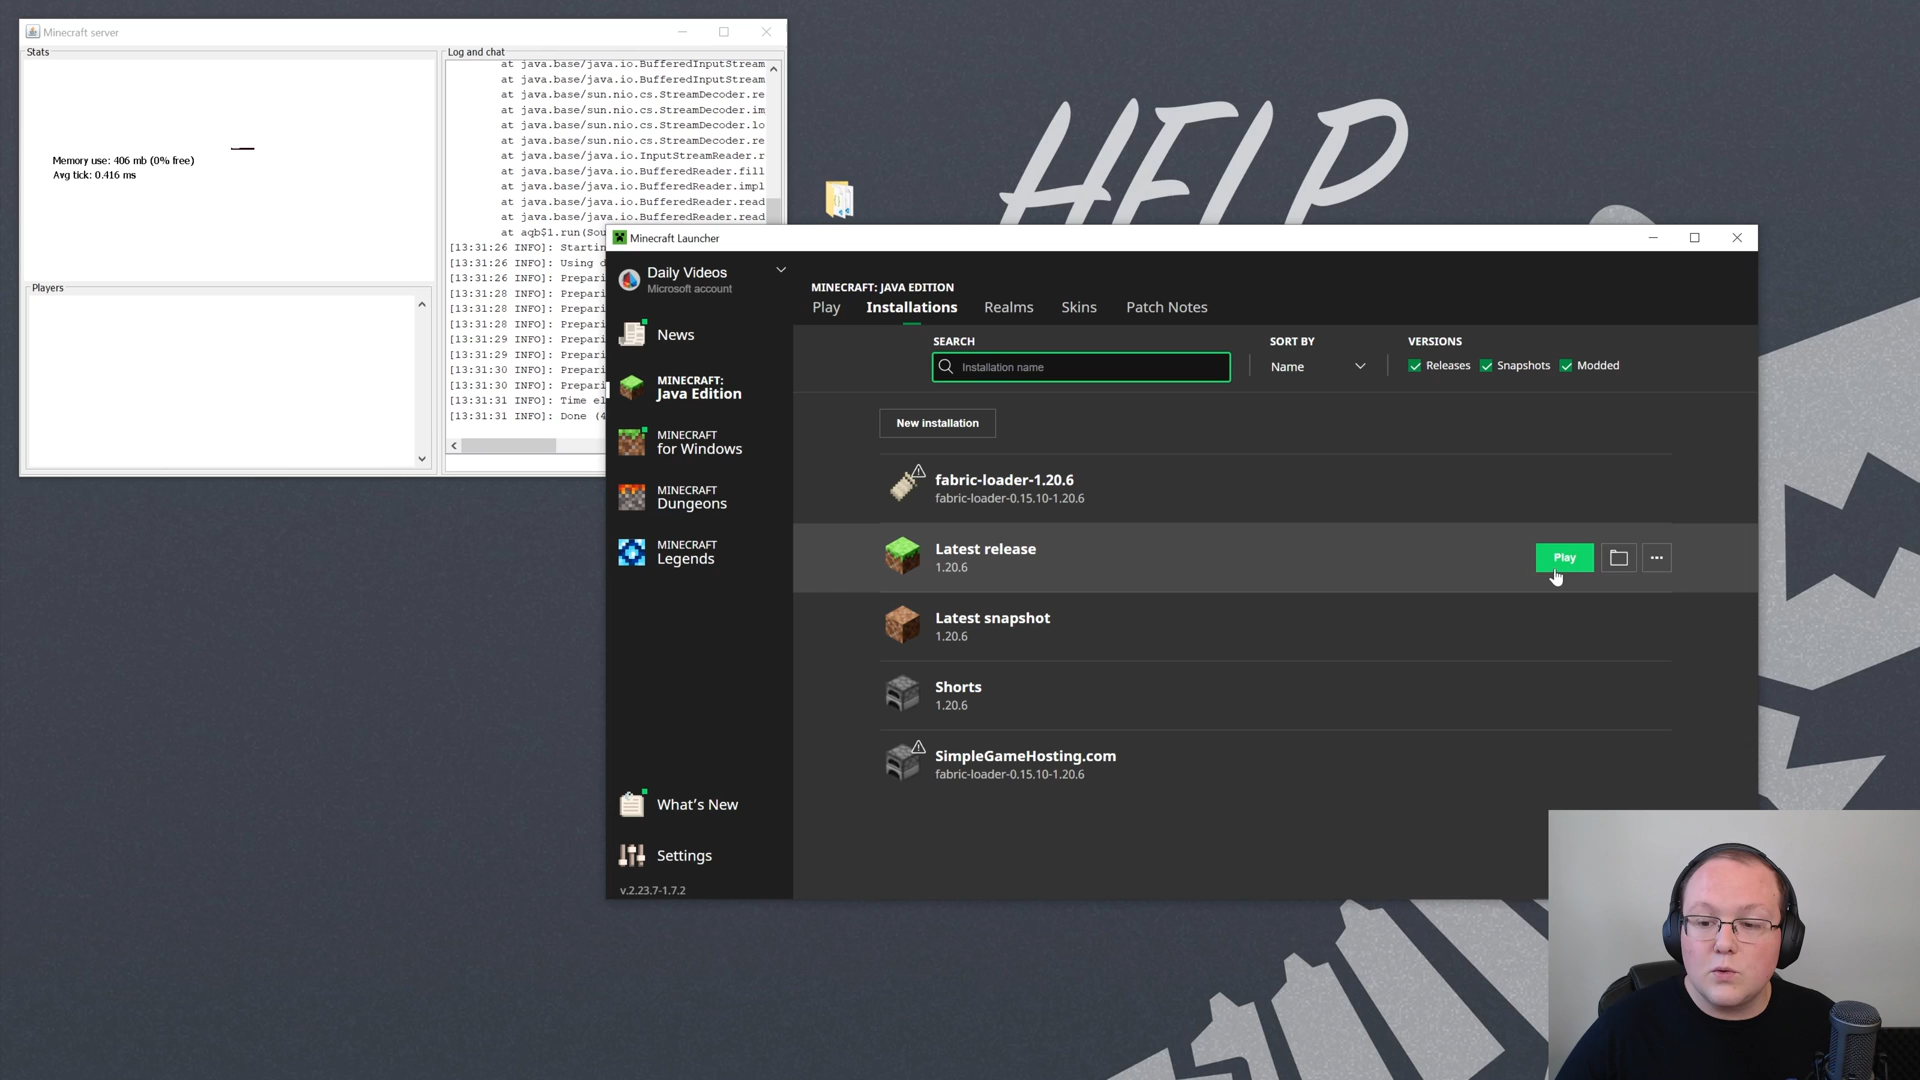 Minecraft server
Stats
Memory use: 406 mb (0% free)
Avg tick: 0.416 ms
Players
Log and chat
at java.base/java.io.BufferedInputStream
at java.base/java.io.BufferedInputStream
at java.base/sun.nio.cs.StreamDecoder.re
at java.base/sun.nio.cs.StreamDecoder.im
at java.base/sun.nio.cs.StreamDecoder.lo
at java.base/sun.nio.cs.StreamDecoder.re
at java.base/java.io.InputStreamReader.r
at java.base/java.io.BufferedReader.fill
at java.base/java.io.BufferedReader.impl
at java.base/java.io.BufferedReader.read
at java.base/java.io.BufferedReader.read
at aqb$1.run(Sou
[13:31:26 INFO]: Startin
[13:31:26 INFO]: Using d
[13:31:26 INFO]: Prepari
[13:31:28 INFO]: Prepari
[13:31:28 INFO]: Prepari
[13:31:28 INFO]: Prepari
[13:31:29 INFO]: Prepari
[13:31:29 INFO]: Prepari
[13:31:30 INFO]: Prepari
[13:31:30 INFO]: Prepari
[13:31:31 INFO]: Time el
[13:31:31 INFO]: Done (4
HELP
Minecraft Launcher
Daily Videos
Microsoft account
News
MINECRAFT:
Java Edition
MINECRAFT
for Windows
MINECRAFT
Dungeons
MINECRAFT
Legends
What's New
Settings
v.2.23.7-1.7.2
MINECRAFT: JAVA EDITION
Play Installations Realms Skins Patch Notes
SEARCH SORT BY VERSIONS
Installation name Name Releases Snapshots Modded
New installation
fabric-loader-1.20.6
fabric-loader-0.15.10-1.20.6
Latest release
1.20.6
Play
Latest snapshot
1.20.6
Shorts
1.20.6
SimpleGameHosting.com
fabric-loader-0.15.10-1.20.6